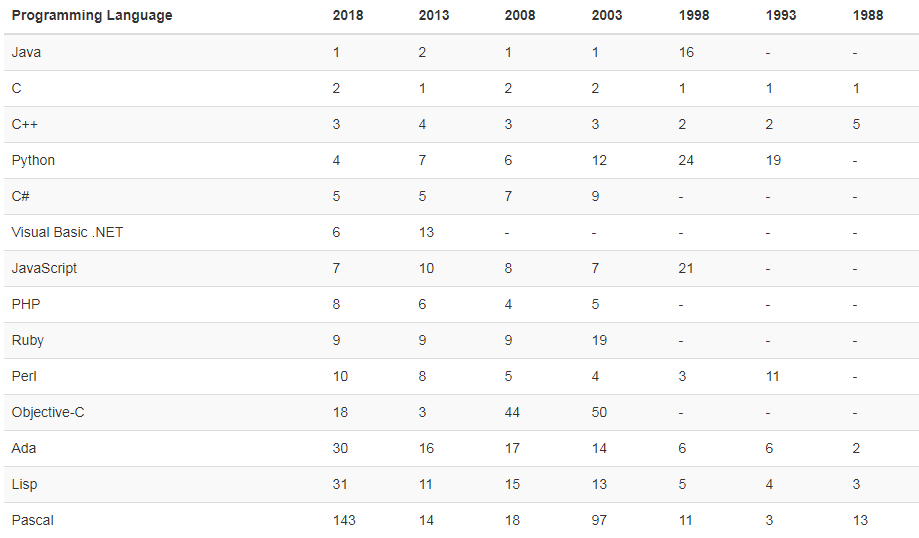 Programming Language 2018 2013 2008 2003 1998 1993 1988
Java 1 2 1 1 16 - -
C 2 1 2 2 1 1 1
C++ 3 4 3 3 2 2 5
Python 4 7 6 12 24 19 -
C# 5 5 7 9 - - -
Visual Basic .NET 6 13 - - - - -
JavaScript 7 10 8 7 21 - -
PHP 8 6 4 5 - - -
Ruby 9 9 9 19 - - -
Perl 10 8 5 4 3 11 -
Objective-C 18 3 44 50 - - -
Ada 30 16 17 14 6 6 2
Lisp 31 11 15 13 5 4 3
Pascal 143 14 18 97 11 3 13